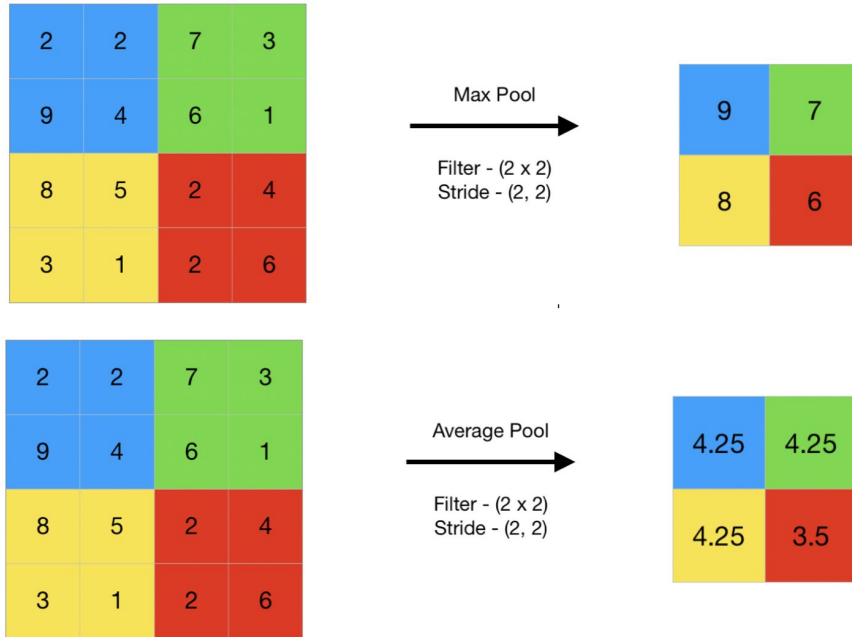 2 2 7 3
9 4 6 1
8 5 2 4
3 1 2 6
Max Pool
Filter - (2 x 2)
Stride - (2, 2)
9 7
8 6
2 2 7 3
9 4 6 1
8 5 2 4
3 1 2 6
Average Pool
Filter - (2 x 2)
Stride - (2, 2)
4.25 4.25
4.25 3.5